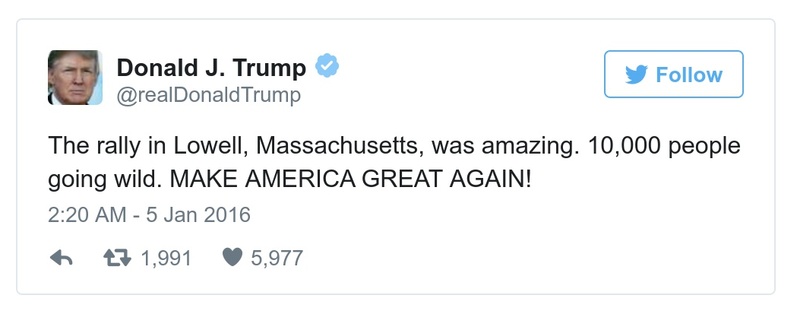 Donald J. Trump
@realDonaldTrump
Follow
The rally in Lowell, Massachusetts, was amazing. 10,000 people
going wild. MAKE AMERICA GREAT AGAIN!
2:20 AM - 5 Jan 2016
1,991 5,977